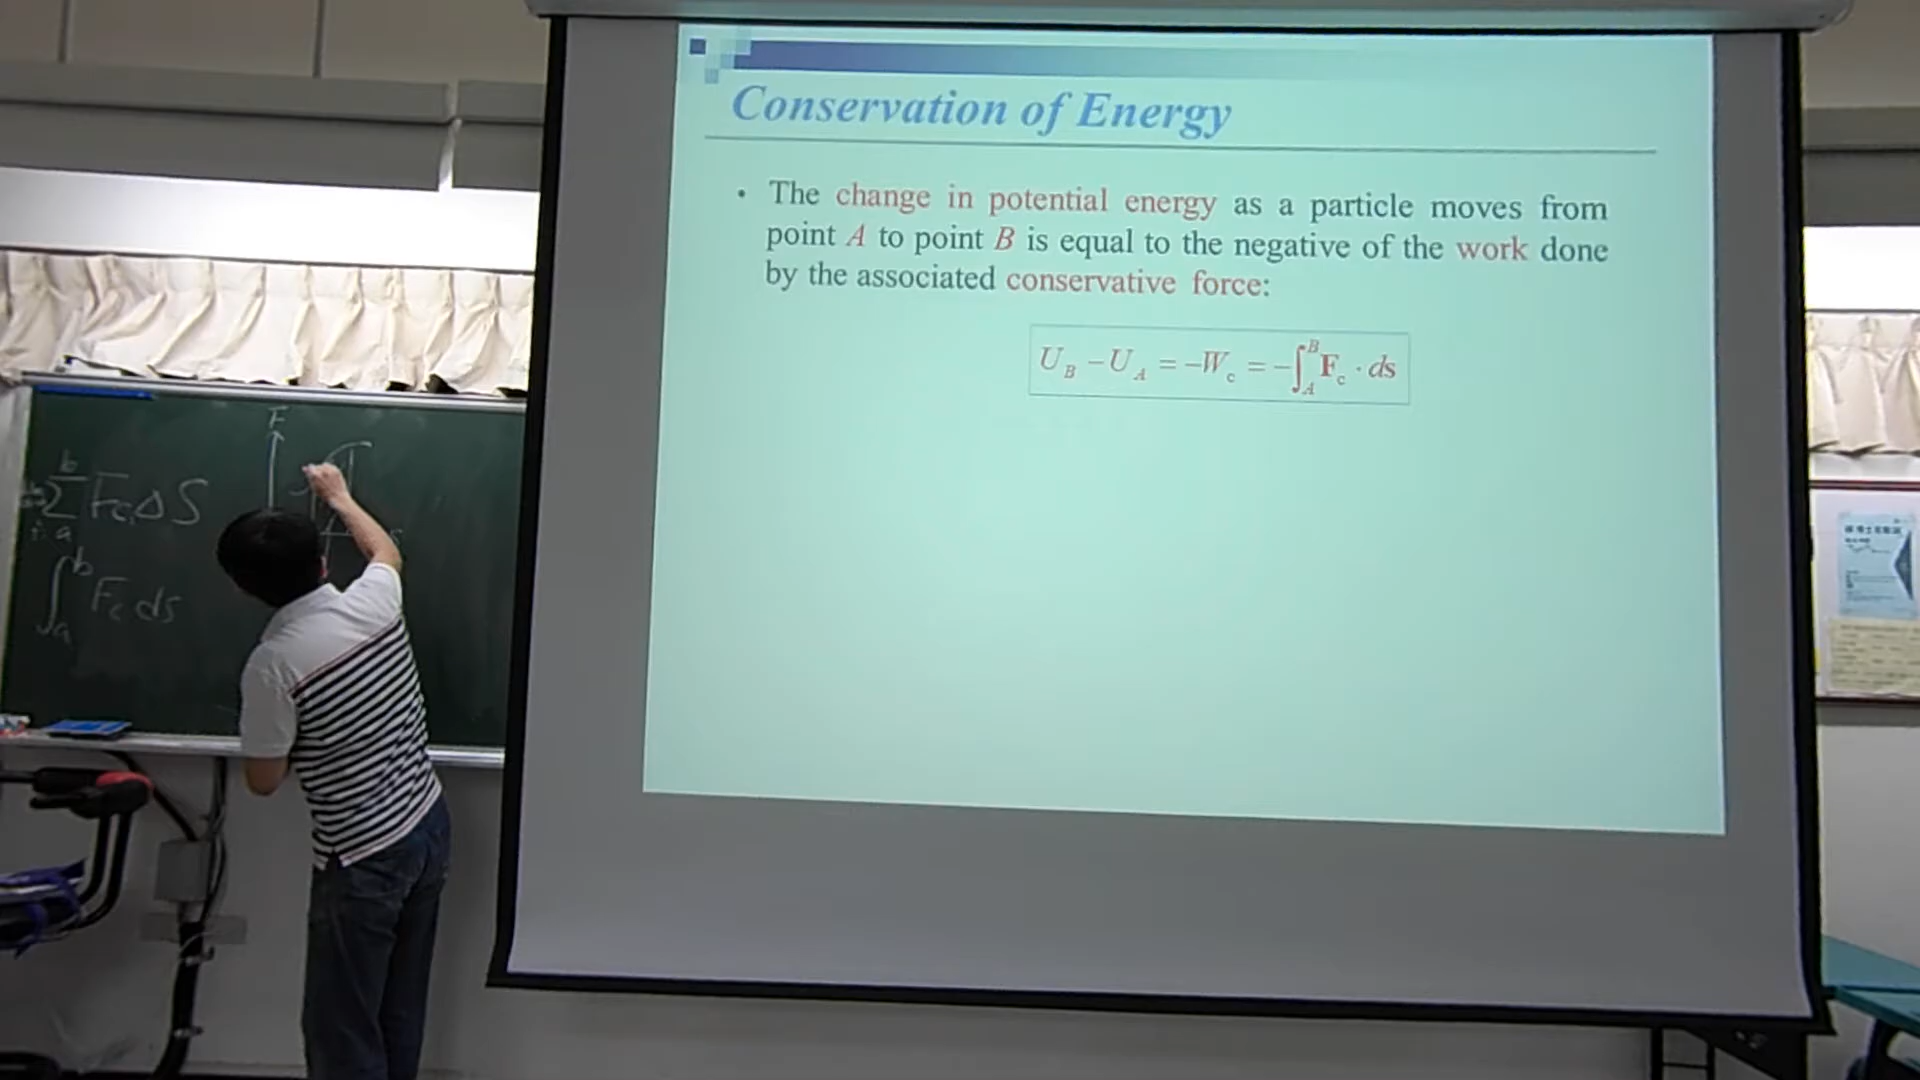 Conservation of Energy
• The change in potential energy as a particle moves from
point A to point B is equal to the negative of the work done
by the associated conservative force:
U_B − U_A = −W_c = −∫_A^B F_c · ds
F
b
Σ F_c ΔS
a
∫_a^b F_c ds